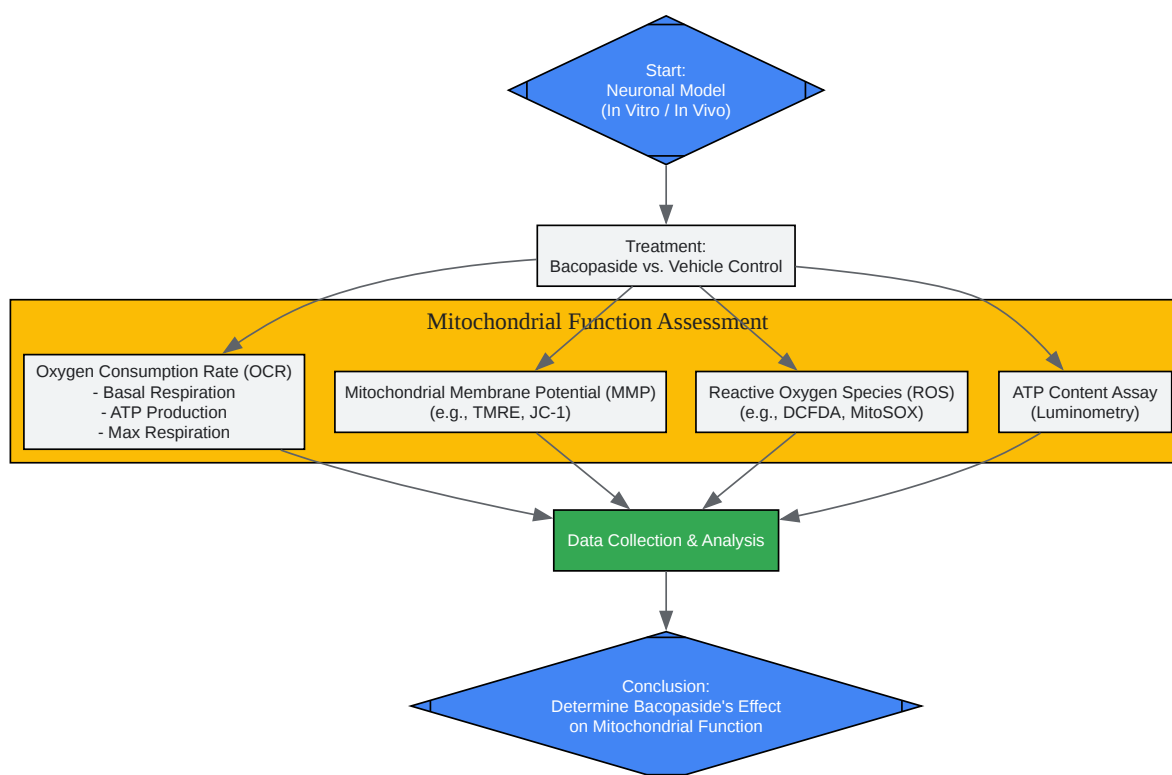 Start:
Neuronal Model
(In Vitro / In Vivo)
Treatment:
Bacopaside vs. Vehicle Control
Mitochondrial Function Assessment
Oxygen Consumption Rate (OCR)
- Basal Respiration
- ATP Production
- Max Respiration
Mitochondrial Membrane Potential (MMP)
(e.g., TMRE, JC-1)
Reactive Oxygen Species (ROS)
(e.g., DCFDA, MitoSOX)
ATP Content Assay
(Luminometry)
Data Collection & Analysis
Conclusion:
Determine Bacopaside's Effect
on Mitochondrial Function